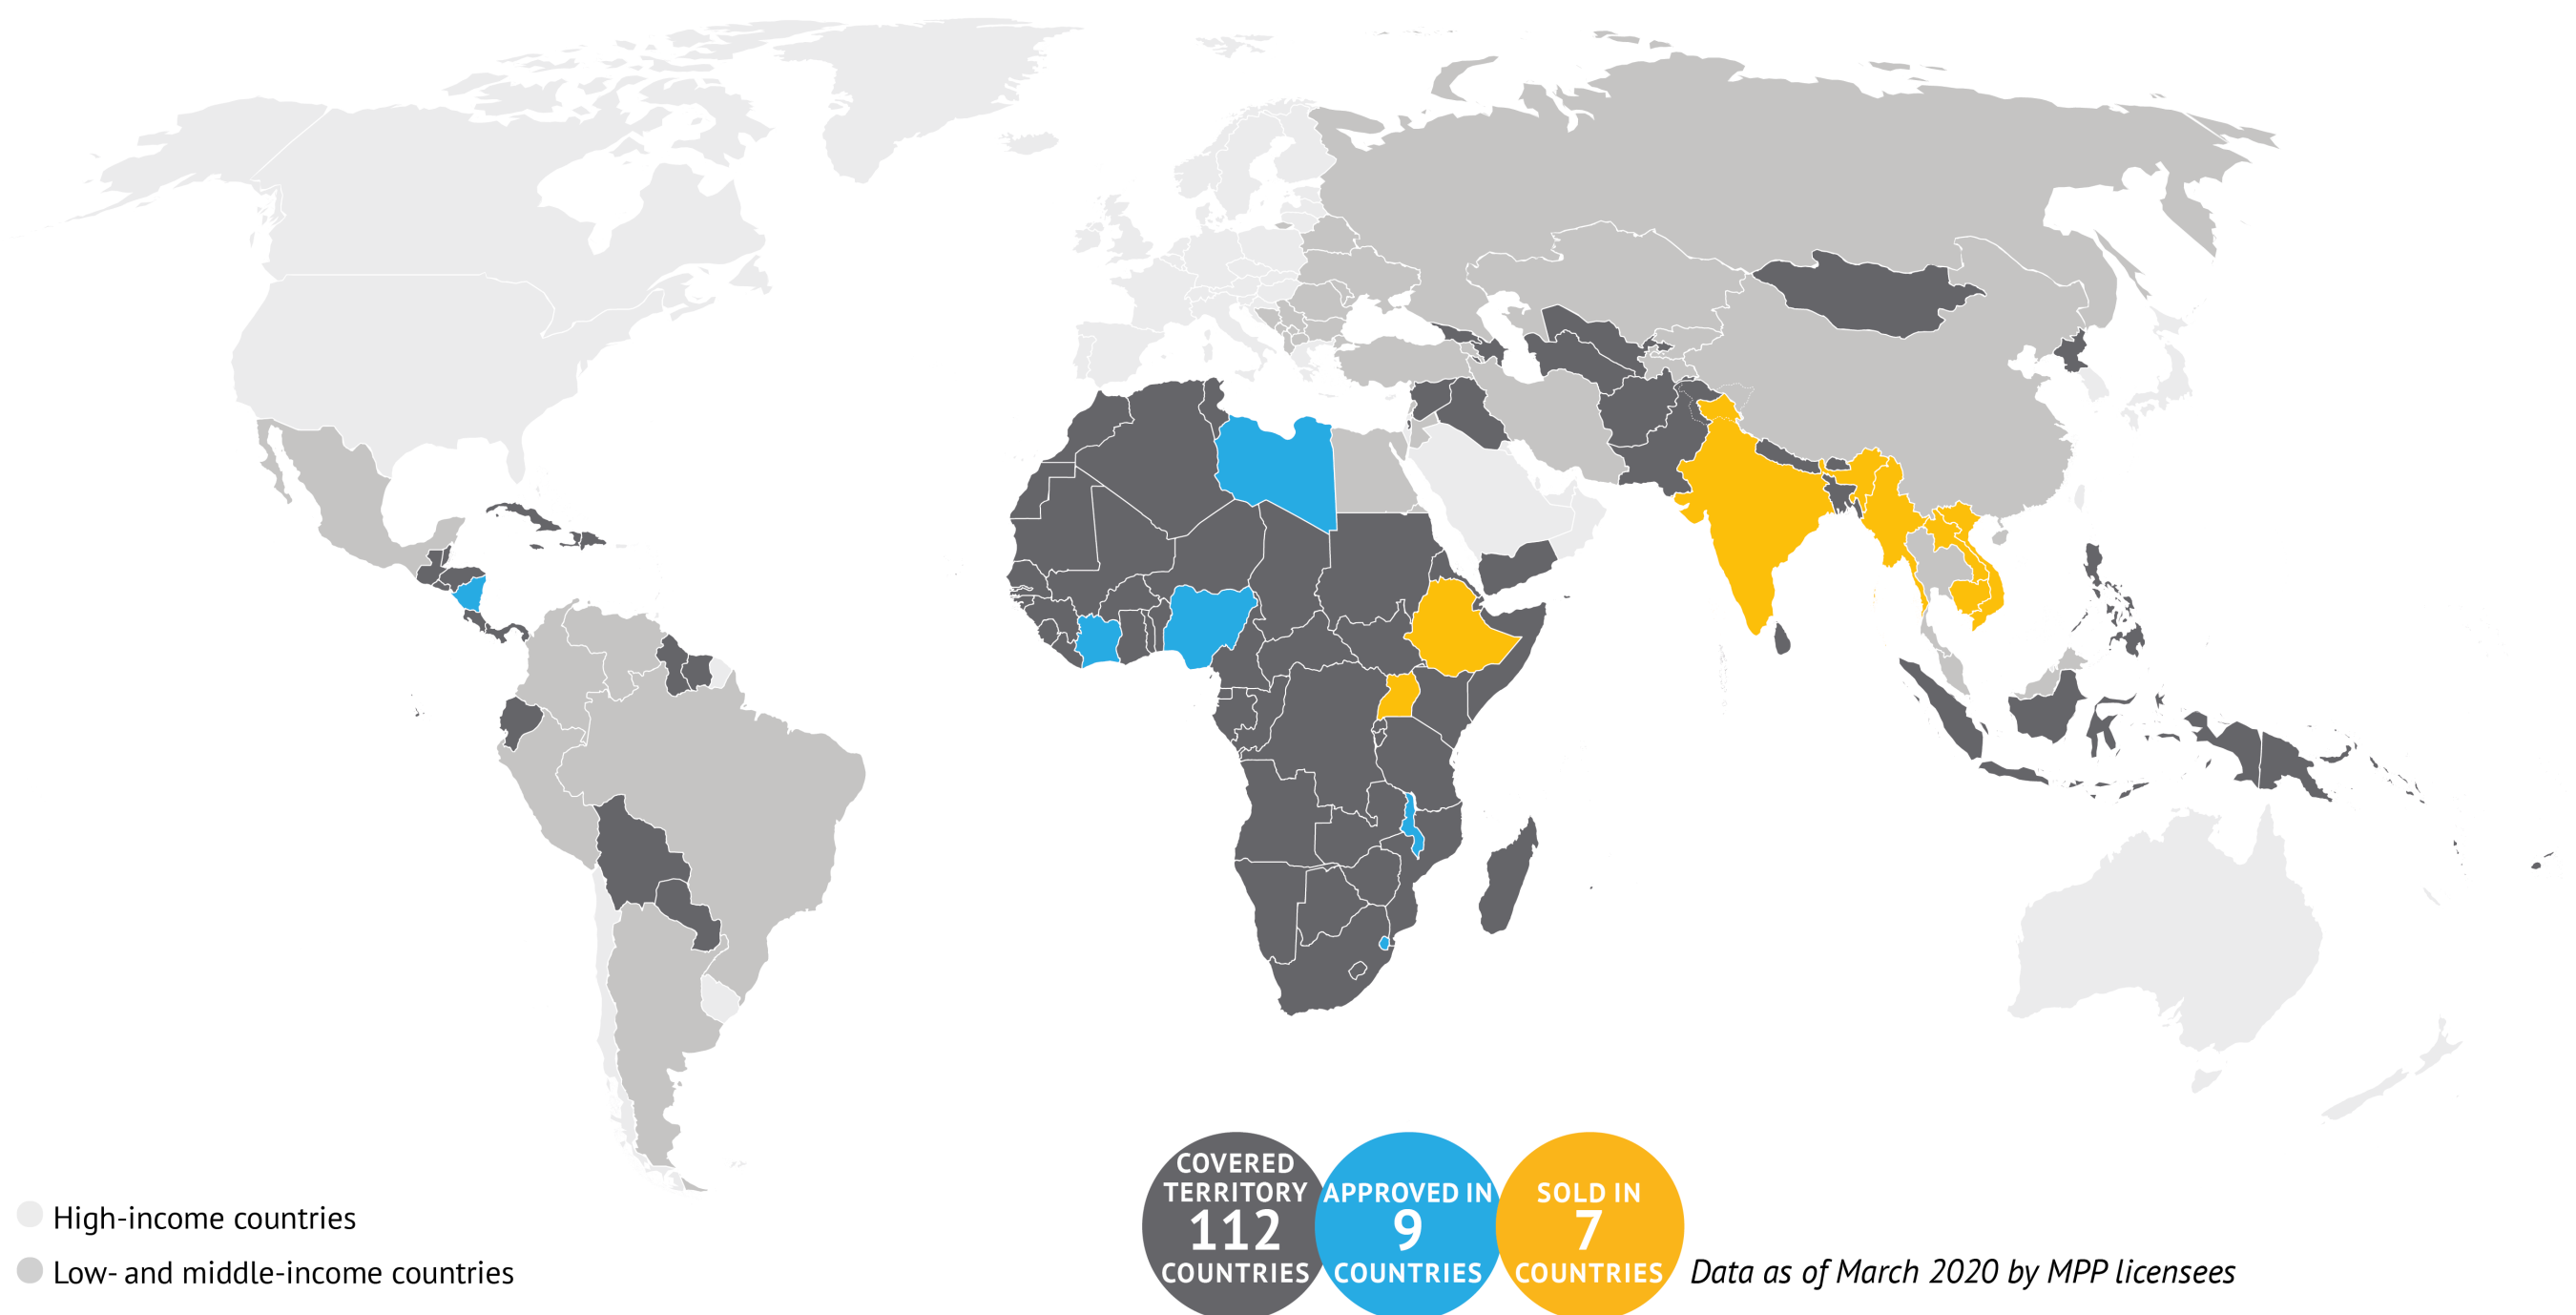 High-income countries
Low- and middle-income countries
COVERED
TERRITORY
112
COUNTRIES
APPROVED IN
9
COUNTRIES
SOLD IN
7
COUNTRIES
Data as of March 2020 by MPP licensees